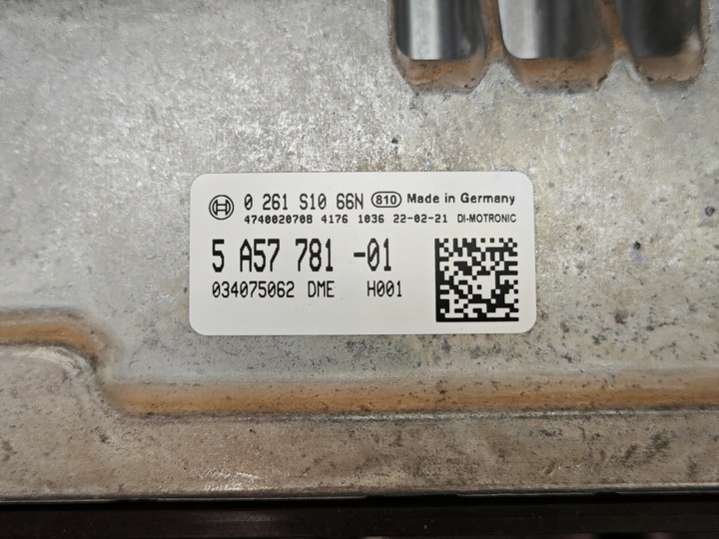 0 261 S10 66N 810 Made in Germany
4740020708 4176 1036 22-02-21 DI-MOTRONIC
5 A57 781 -01
034075062 DME H001